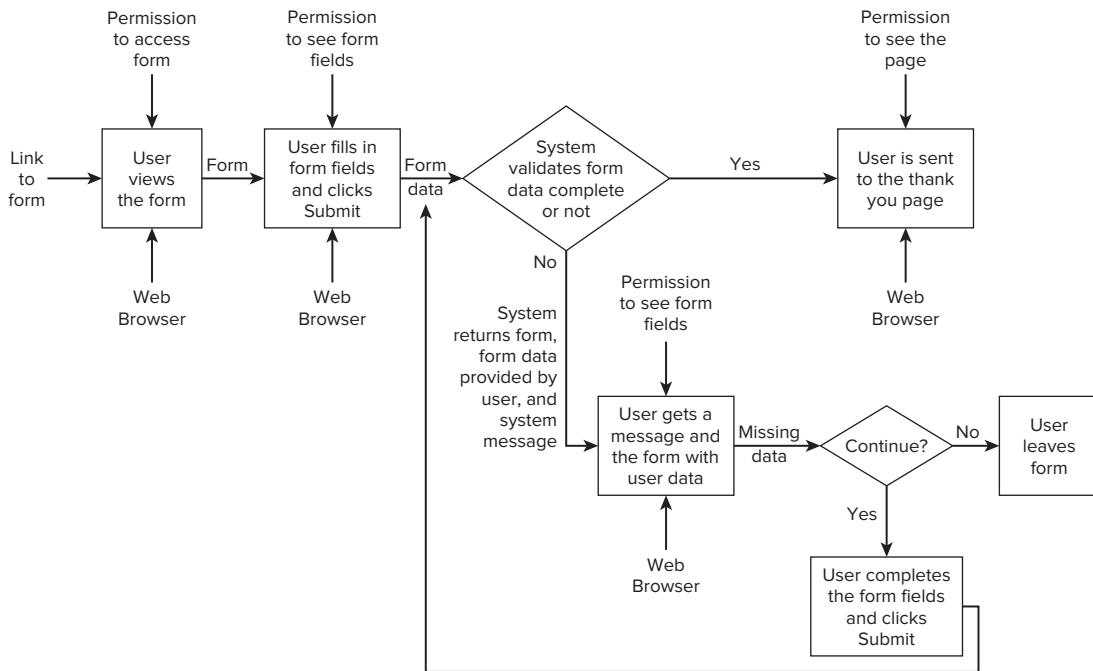 Permission
to access
form
Permission
to see form
fields
Permission
to see the
page
Link
to
form
User
views
the form
Form
User fills in
form fields
and clicks
Submit
Form
data
System
validates form
data complete
or not
Yes
User is sent
to the thank
you page
Web
Browser
Web
Browser
No
Web
Browser
System
returns form,
form data
provided by
user, and
system
message
Permission
to see form
fields
User gets a
message and
the form with
user data
Missing
data
Continue?
No
User
leaves
form
Yes
Web
Browser
User completes
the form fields
and clicks
Submit